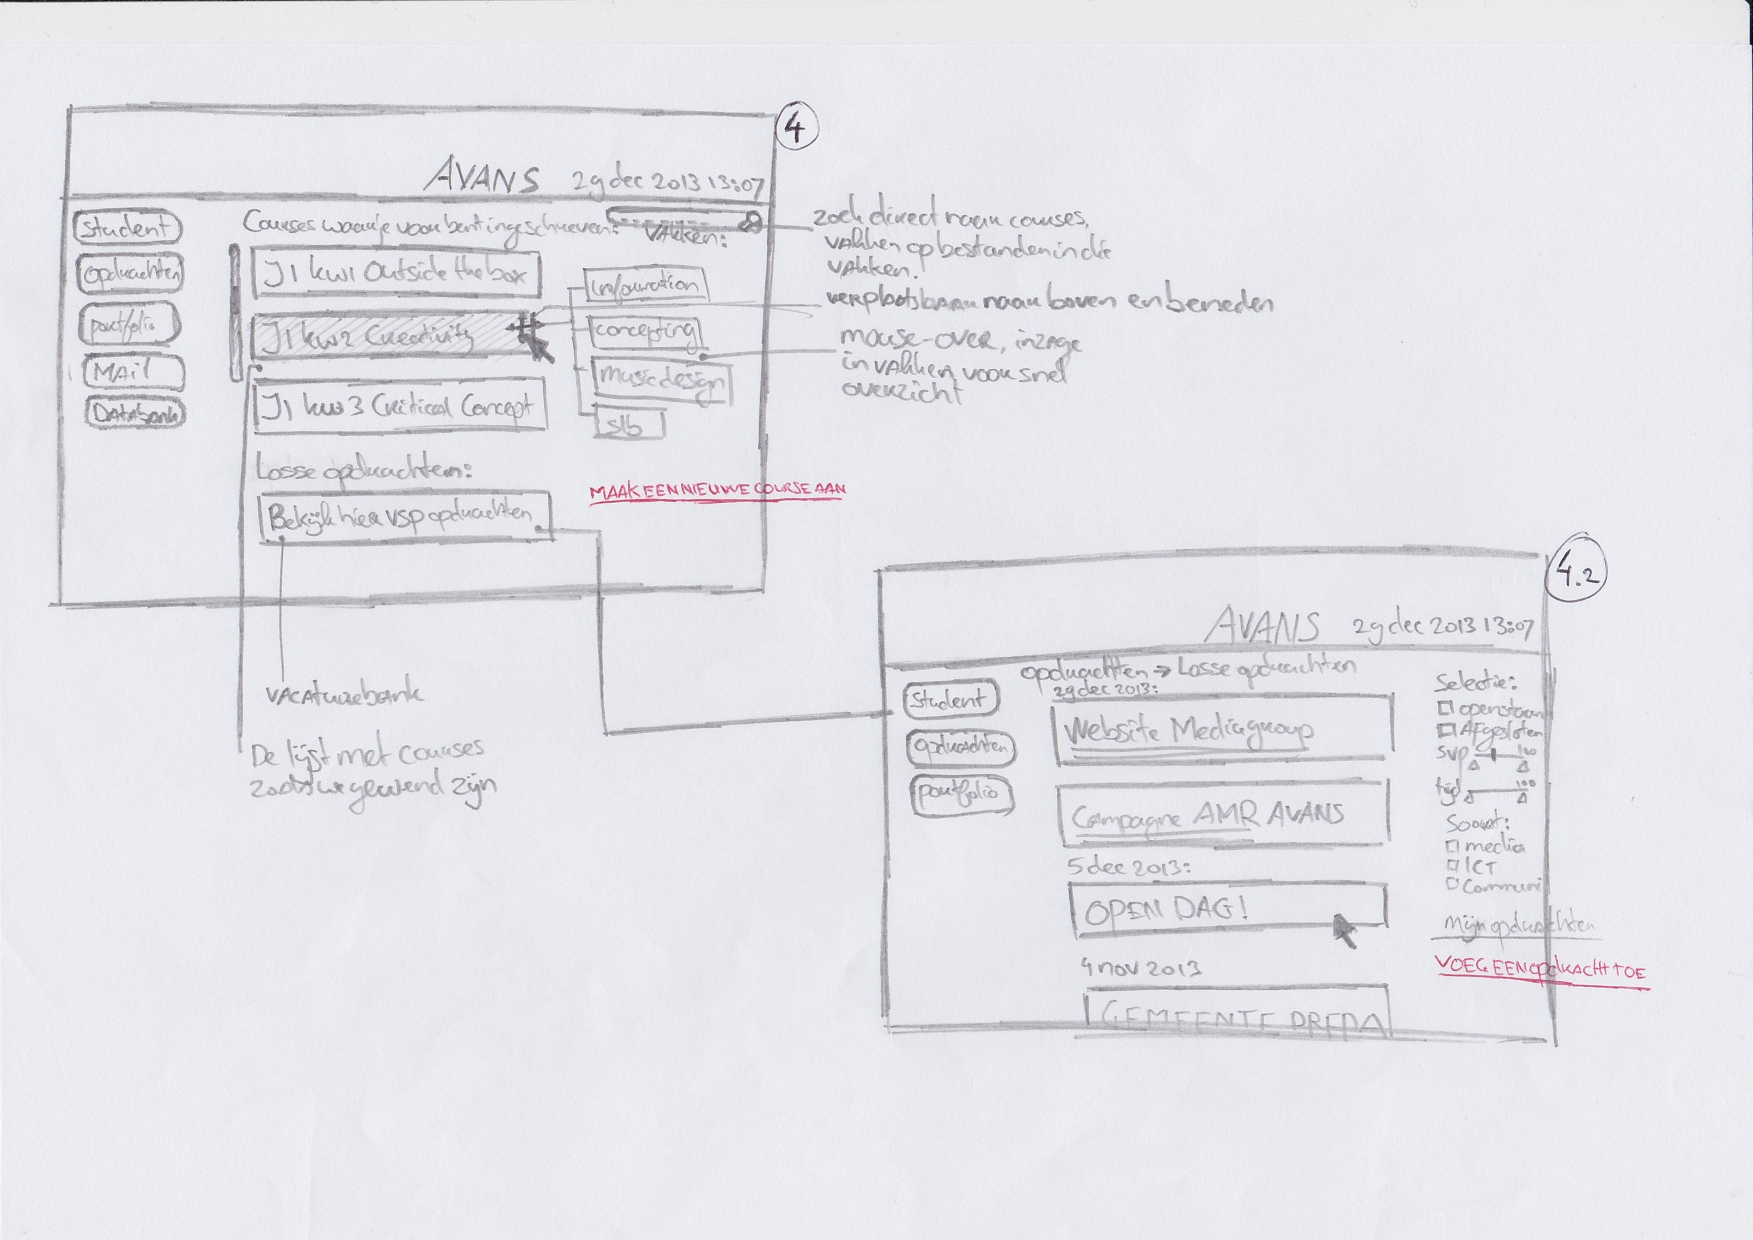 4
AVANS 29 dec 2013 13:07
student
opdrachten
portfolio
MAil
DATAbank
Courses waar je voor bent ingeschreven:
VAkken:
J1 kw1 Outside the box
J1 kw2 Creativity
J1 kw3 Critical Concept
information
concepting
music design
slb
Losse opdrachten:
Bekijk hier VSP opdrachten
MAAK EEN NIEUWE COURSE AAN
zoek direct naar courses,
vakken op bestanden in die
vakken.
verplaatsbaar naar boven en beneden
mouse-over, inzage
in vakken, voor snel
overzicht
VACAturebank
De lijst met courses
zoals we gewend zijn
4.2
AVANS 29 dec 2013 13:07
opdrachten → Losse opdrachten
29 dec 2013:
student
opdrachten
portfolio
Website Mediagroup
Campagne AMR AVANS
5 dec 2013:
OPEN DAG!
4 nov 2013
GEMEENTE BREDA
Selectie:
openstaan
Afgesloten
SVP 100
tijd 100
Soort:
media
ICT
Communi
Mijn opdrachten
VOEG EEN opdrACHT TOE